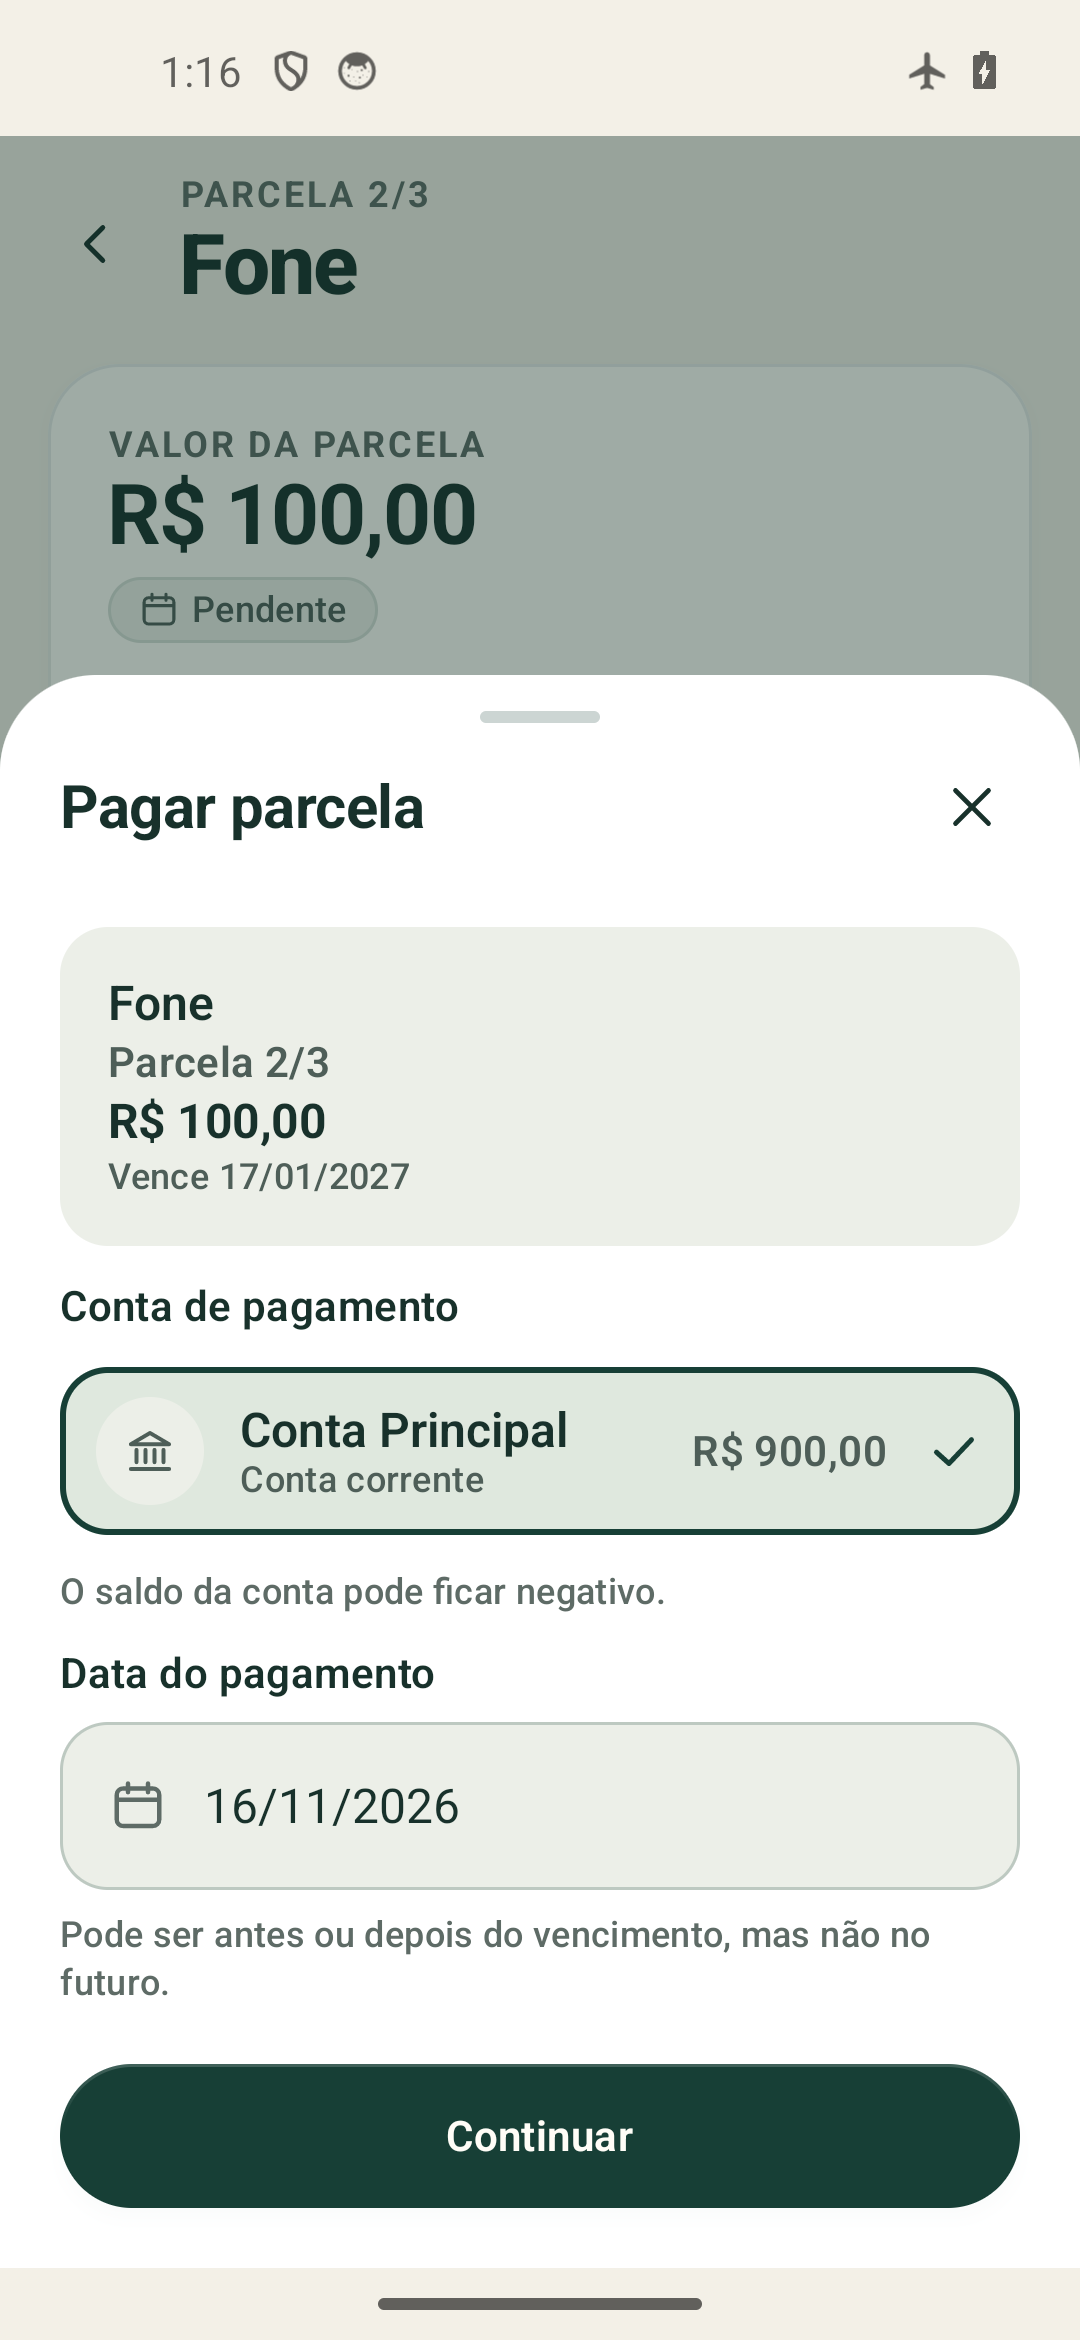 1:16
PARCELA 2/3
Fone
VALOR DA PARCELA
R$ 100,00
Pendente
Pagar parcela
Fone
Parcela 2/3
R$ 100,00
Vence 17/01/2027
Conta de pagamento
Conta Principal
Conta corrente
R$ 900,00
O saldo da conta pode ficar negativo.
Data do pagamento
16/11/2026
Pode ser antes ou depois do vencimento, mas não no
futuro.
Continuar